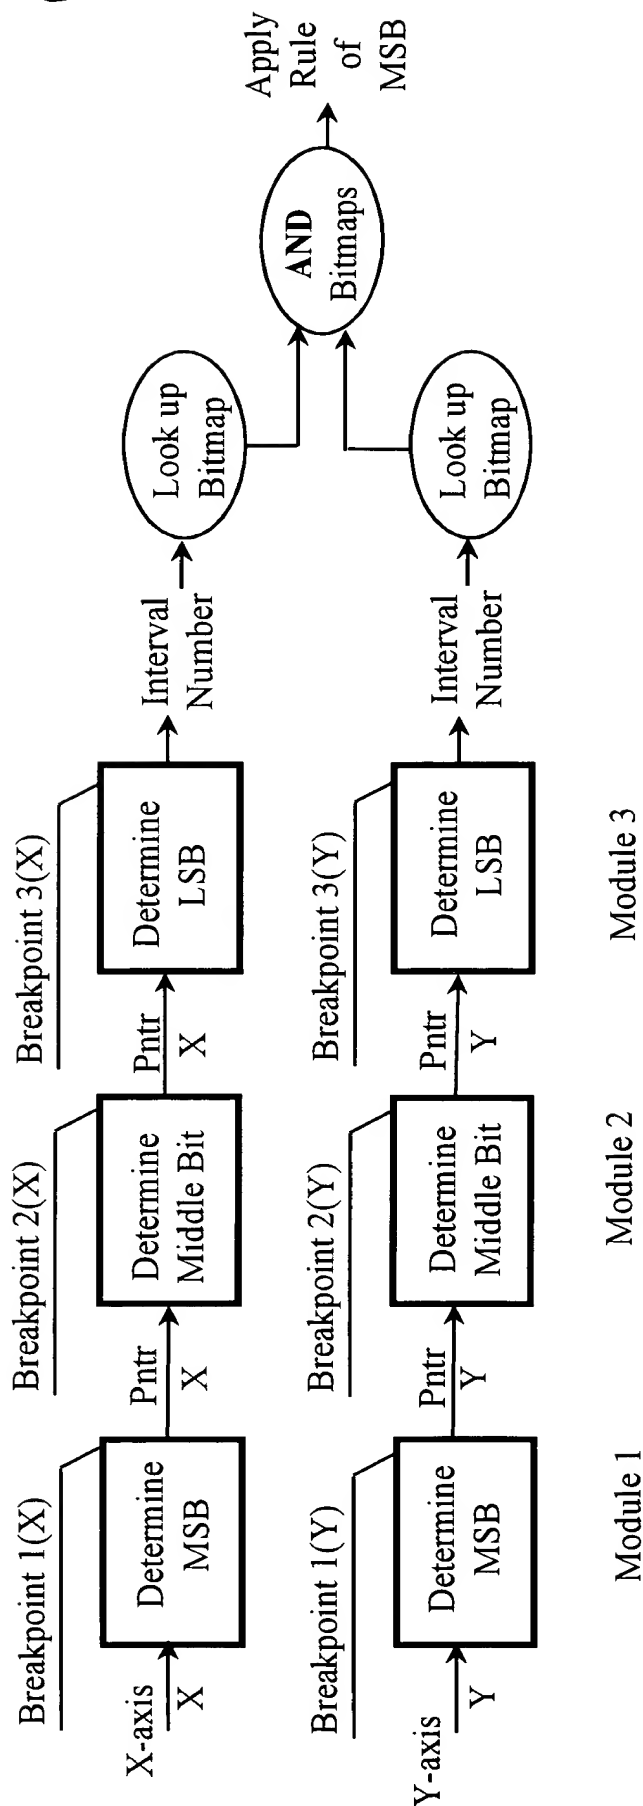 Breakpoint 1(X)
Breakpoint 2(X)
Breakpoint 3(X)
X-axis
X
Determine
MSB
Pntr
X
Determine
Middle Bit
Pntr
X
Determine
LSB
Interval
Number
Look up
Bitmap
AND
Bitmaps
Apply
Rule
of
MSB
Breakpoint 1(Y)
Breakpoint 2(Y)
Breakpoint 3(Y)
Y-axis
Y
Determine
MSB
Pntr
Y
Determine
Middle Bit
Pntr
Y
Determine
LSB
Interval
Number
Look up
Bitmap
Module 1
Module 2
Module 3